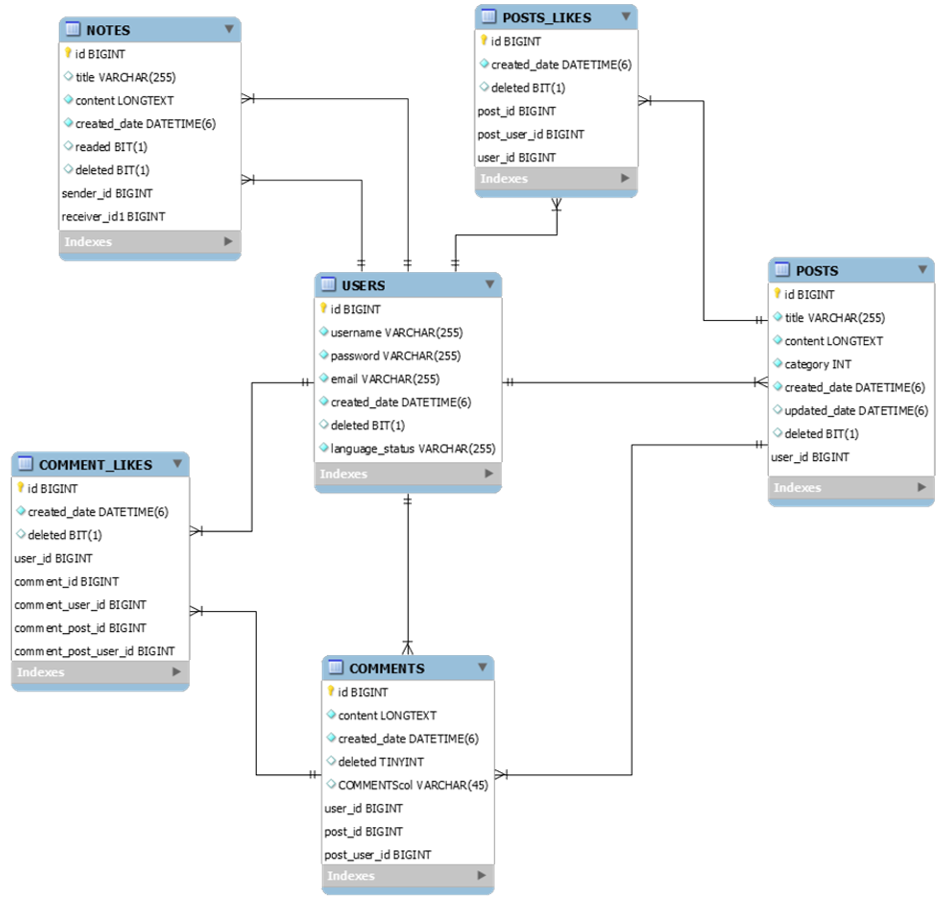 NOTES
id BIGINT
title VARCHAR(255)
content LONGTEXT
created_date DATETIME(6)
readed BIT(1)
deleted BIT(1)
sender_id BIGINT
receiver_id1 BIGINT
Indexes
POSTS_LIKES
id BIGINT
created_date DATETIME(6)
deleted BIT(1)
post_id BIGINT
post_user_id BIGINT
user_id BIGINT
Indexes
USERS
id BIGINT
username VARCHAR(255)
password VARCHAR(255)
email VARCHAR(255)
created_date DATETIME(6)
deleted BIT(1)
language_status VARCHAR(255)
Indexes
POSTS
id BIGINT
title VARCHAR(255)
content LONGTEXT
category INT
created_date DATETIME(6)
updated_date DATETIME(6)
deleted BIT(1)
user_id BIGINT
Indexes
COMMENT_LIKES
id BIGINT
created_date DATETIME(6)
deleted BIT(1)
user_id BIGINT
comment_id BIGINT
comment_user_id BIGINT
comment_post_id BIGINT
comment_post_user_id BIGINT
Indexes
COMMENTS
id BIGINT
content LONGTEXT
created_date DATETIME(6)
deleted TINYINT
COMMENTScol VARCHAR(45)
user_id BIGINT
post_id BIGINT
post_user_id BIGINT
Indexes